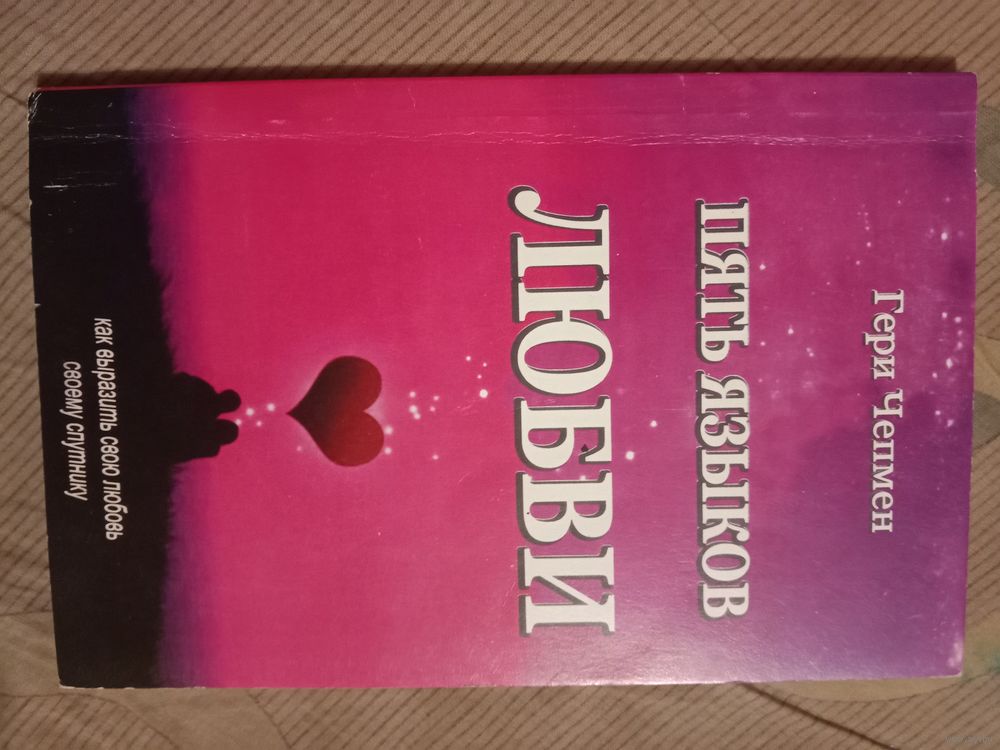 Гери Чепмен
ПЯТЬ ЯЗЫКОВ
ЛЮБВИ
как выразить свою любовь
своему спутнику